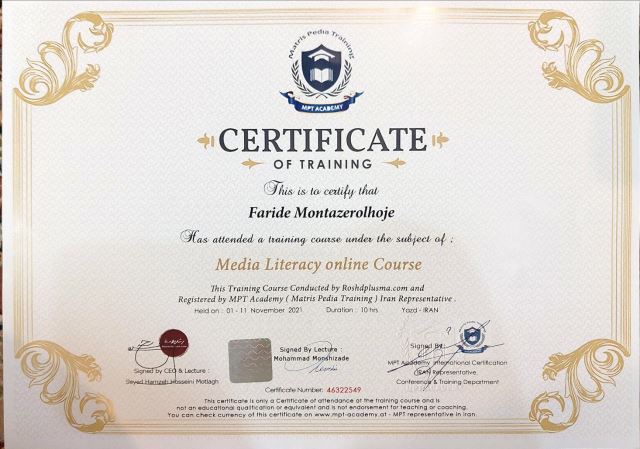 Matris Pedia Training
MPT ACADEMY
CERTIFICATE
OF TRAINING
This is to certify that
Faride Montazerolhoje
Has attended a training course under the subject of ;
Media Literacy online Course
This Training Course Conducted by Roshdplusma.com and
Registered by MPT Academy ( Matris Pedia Training ) Iran Representative .
Held on : 01 - 11 November 2021 Duration : 10 hrs Yazd - IRAN
Signed by CEO & Lecture :
Seyed Hamzeh Hosseini Motlagh
Signed By Lecture :
Mohammad Monshizade
Signed By:
MPT Academy International Certification
IRAN Representative
Conference & Training Department
Certificate Number: 46322549
This certificate is only a Certificate of attendance at the training course and is
not an educational qualification or equivalent and is not endorsement for teaching or coaching.
You can check currency of this certificate on www.mpt-academy.at - MPT representative in Iran.